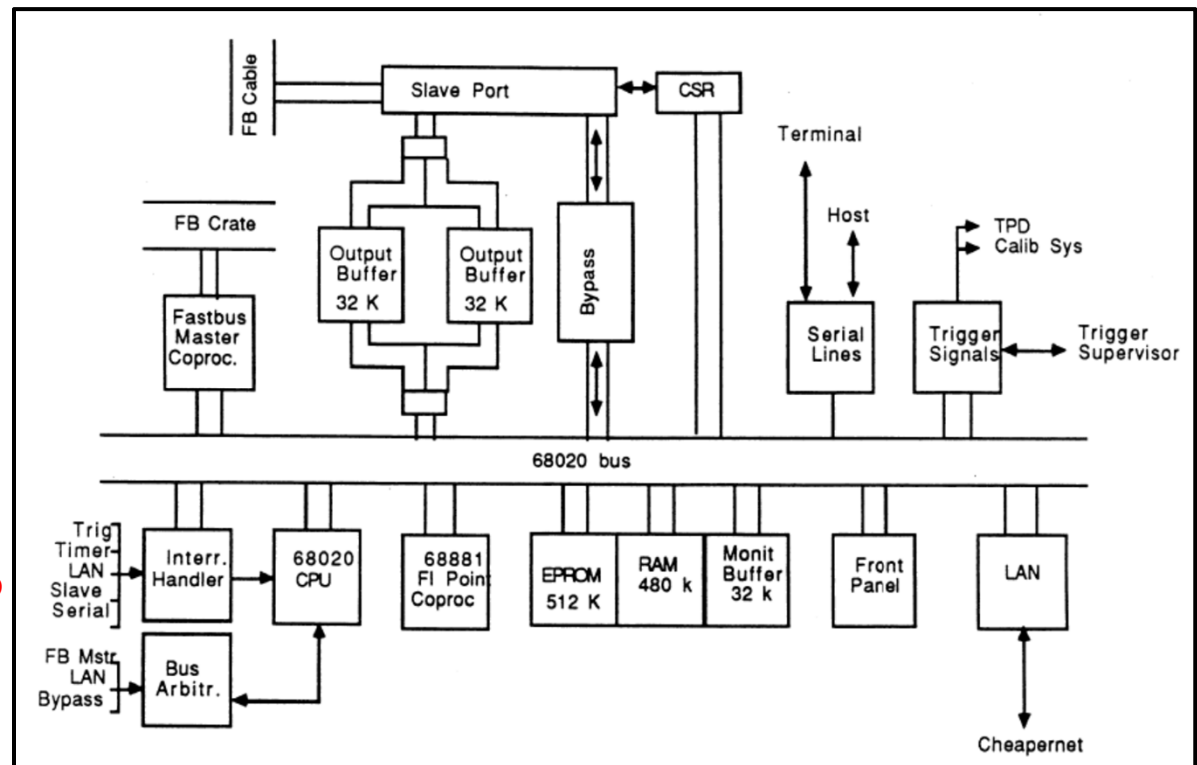 FB Cable
Slave Port
CSR
Terminal
Host
TPD
Calib Sys
FB Crate
Output
Buffer
32 K
Output
Buffer
32 K
Bypass
Fastbus
Master
Coproc.
Serial
Lines
Trigger
Signals
Trigger
Supervisor
68020 bus
Trig
Timer
LAN
Slave
Serial
Interr.
Handler
68020
CPU
68881
Fl Point
Coproc
EPROM
512 K
RAM
480 k
Monit
Buffer
32 k
Front
Panel
LAN
FB Mstr
LAN
Bypass
Bus
Arbitr.
Cheapernet